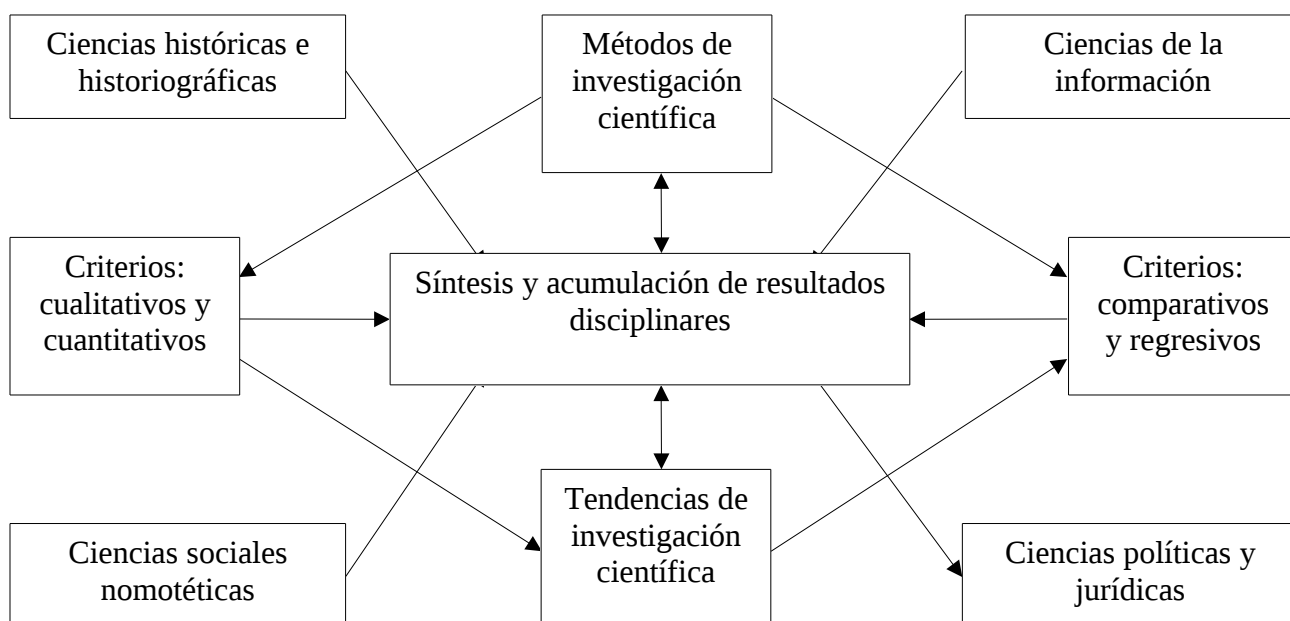 Ciencias históricas e
historiográficas
Métodos de
investigación
científica
Ciencias de la
información
Criterios:
cualitativos y
cuantitativos
Síntesis y acumulación de resultados
disciplinares
Criterios:
comparativos
y regresivos
Ciencias sociales
nomotéticas
Tendencias de
investigación
científica
Ciencias políticas y
jurídicas